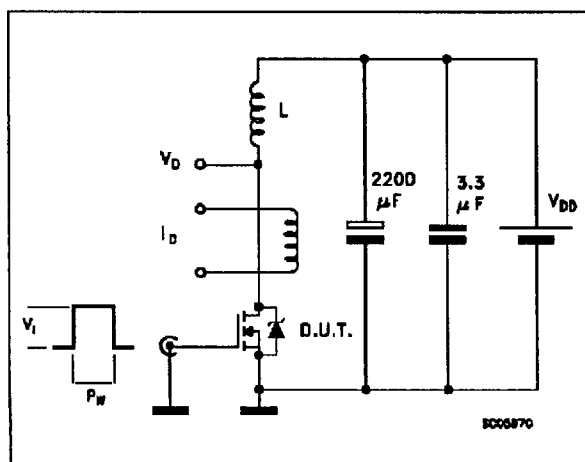 L
V_D
2200 3.3
μF μF
V_DD
I_D
D.U.T.
V_i
P_W
SC05970